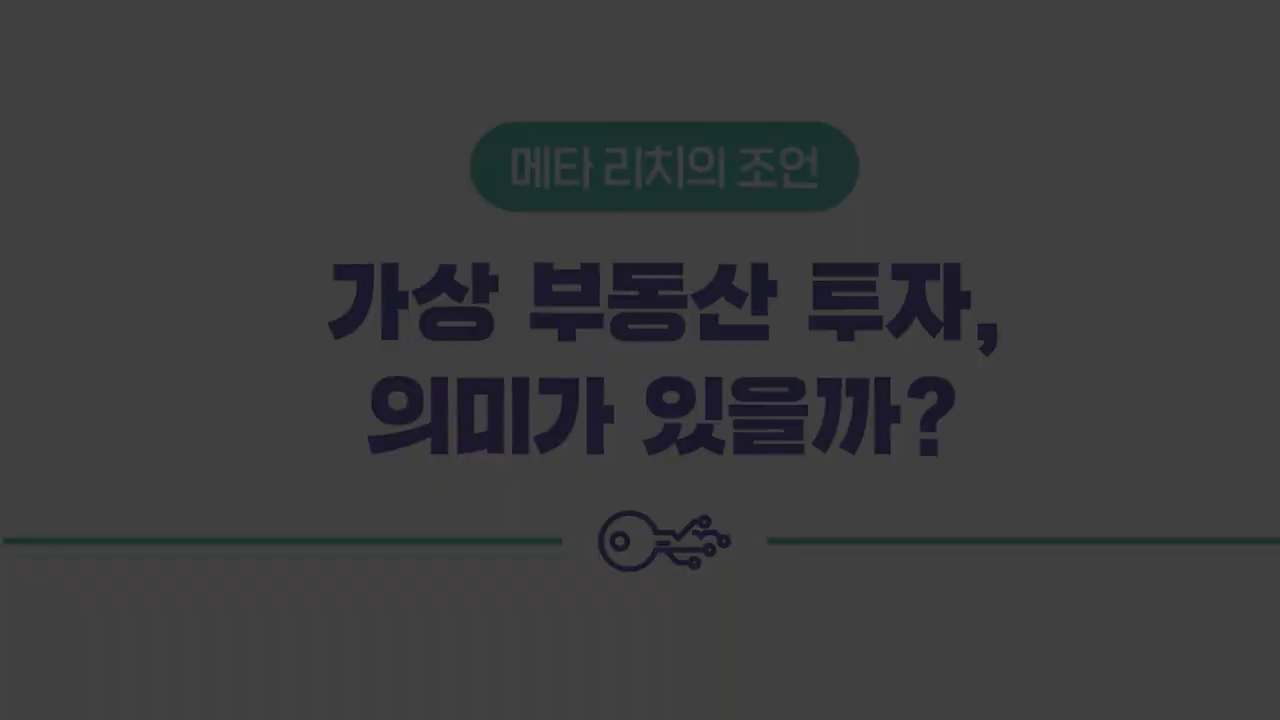 메타 리치의 조언
가상 부동산 투자,
의미가 있을까?